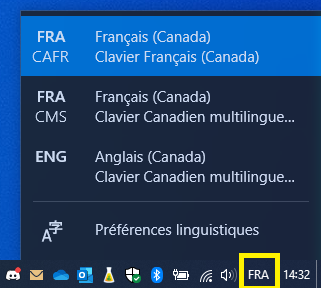 FRA Français (Canada)
CAFR Clavier Français (Canada)
FRA Français (Canada)
CMS Clavier Canadien multilingue...
ENG Anglais (Canada)
Clavier Canadien multilingue...
Préférences linguistiques
FRA 14:32